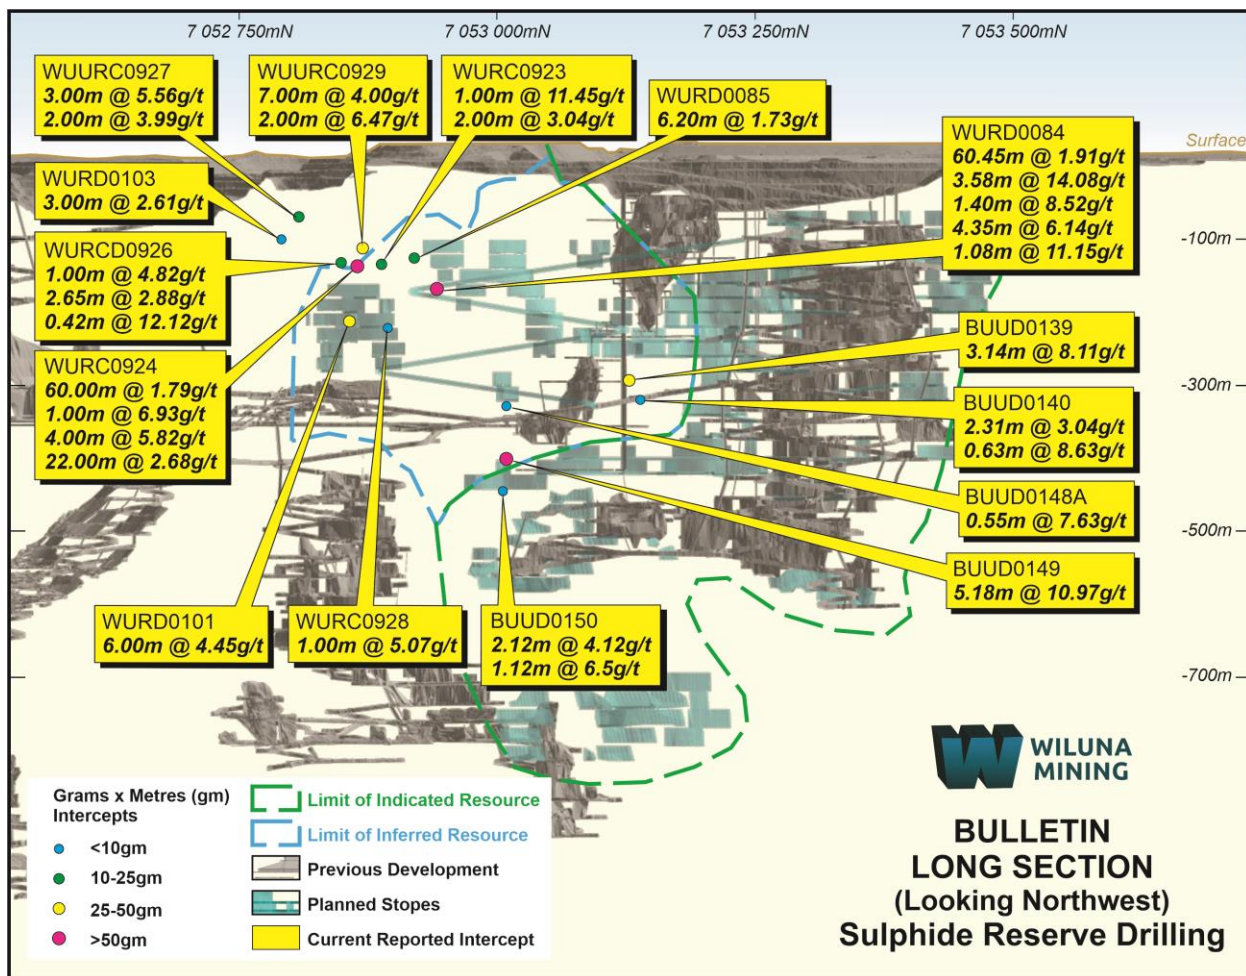 7 052 750mN
7 053 000mN
7 053 250mN
7 053 500mN
WUURC0927
3.00m @ 5.56g/t
2.00m @ 3.99g/t
WUURC0929
7.00m @ 4.00g/t
2.00m @ 6.47g/t
WURC0923
1.00m @ 11.45g/t
2.00m @ 3.04g/t
WURD0085
6.20m @ 1.73g/t
WURD0084
60.45m @ 1.91g/t
3.58m @ 14.08g/t
1.40m @ 8.52g/t
4.35m @ 6.14g/t
1.08m @ 11.15g/t
Surface
WURD0103
3.00m @ 2.61g/t
-100m
WURCD0926
1.00m @ 4.82g/t
2.65m @ 2.88g/t
0.42m @ 12.12g/t
BUUD0139
3.14m @ 8.11g/t
WURC0924
60.00m @ 1.79g/t
1.00m @ 6.93g/t
4.00m @ 5.82g/t
22.00m @ 2.68g/t
-300m
BUUD0140
2.31m @ 3.04g/t
0.63m @ 8.63g/t
BUUD0148A
0.55m @ 7.63g/t
-500m
BUUD0149
5.18m @ 10.97g/t
WURD0101
6.00m @ 4.45g/t
WURC0928
1.00m @ 5.07g/t
BUUD0150
2.12m @ 4.12g/t
1.12m @ 6.5g/t
-700m
W WILUNA
MINING
Grams x Metres (gm)
Intercepts
<10gm
10-25gm
25-50gm
>50gm
Limit of Indicated Resource
Limit of Inferred Resource
Previous Development
Planned Stopes
Current Reported Intercept
BULLETIN
LONG SECTION
(Looking Northwest)
Sulphide Reserve Drilling